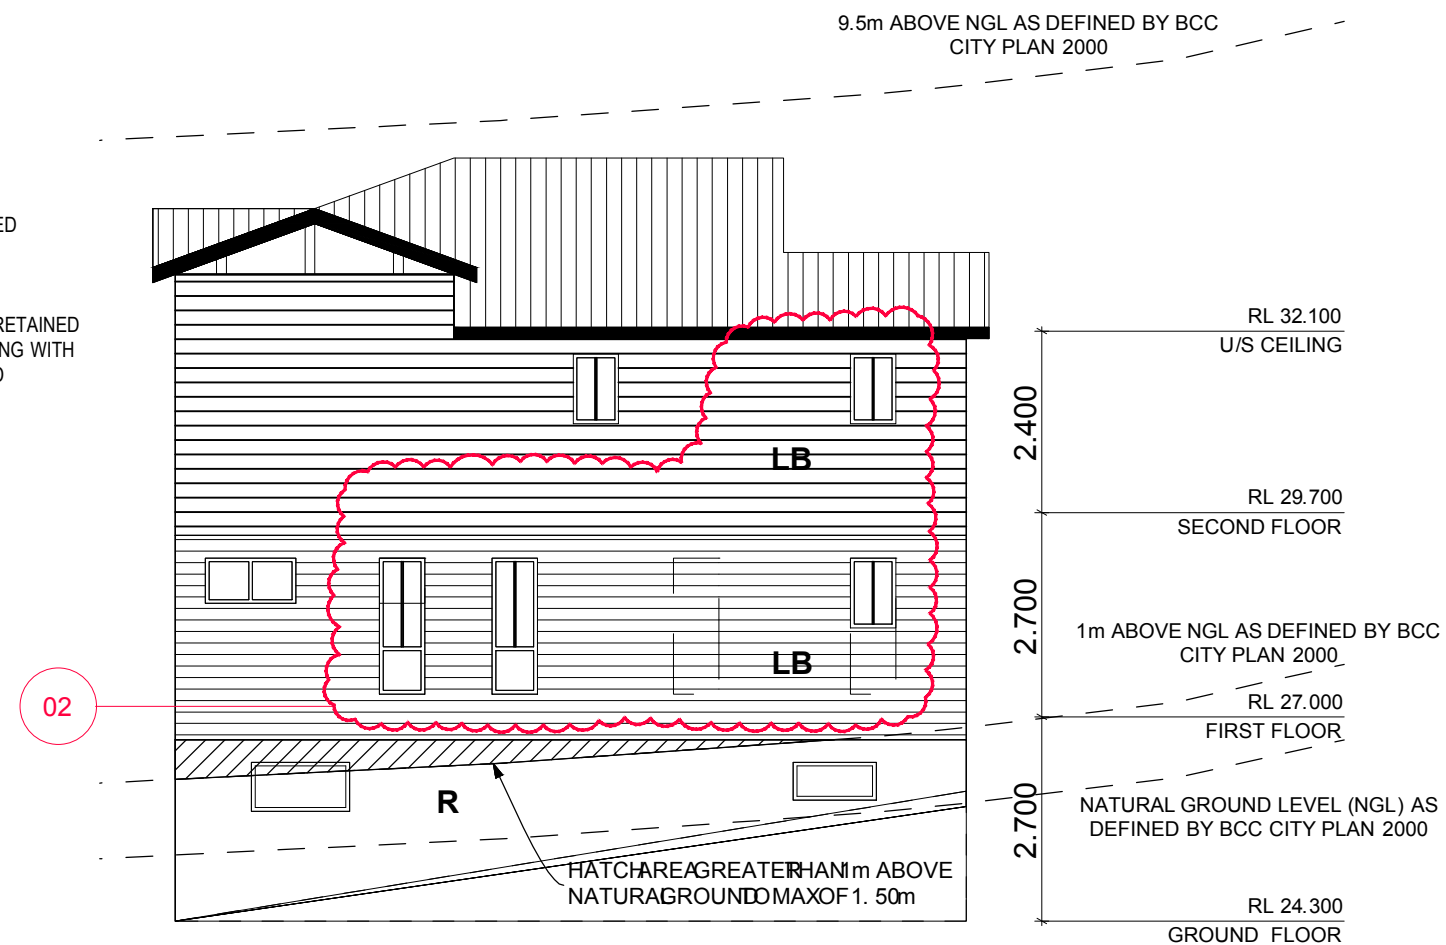 9.5m ABOVE NGL AS DEFINED BY BCC
CITY PLAN 2000
ED
RETAINED
NG WITH
RL 32.100
U/S CEILING
2.400
LB
RL 29.700
SECOND FLOOR
2.700
1m ABOVE NGL AS DEFINED BY BCC
CITY PLAN 2000
LB
02
RL 27.000
FIRST FLOOR
R
2.700
NATURAL GROUND LEVEL (NGL) AS
DEFINED BY BCC CITY PLAN 2000
HATCH AREA GREATER THAN 1m ABOVE
NATURAL GROUND TO MAX OF 1. 50m
RL 24.300
GROUND FLOOR